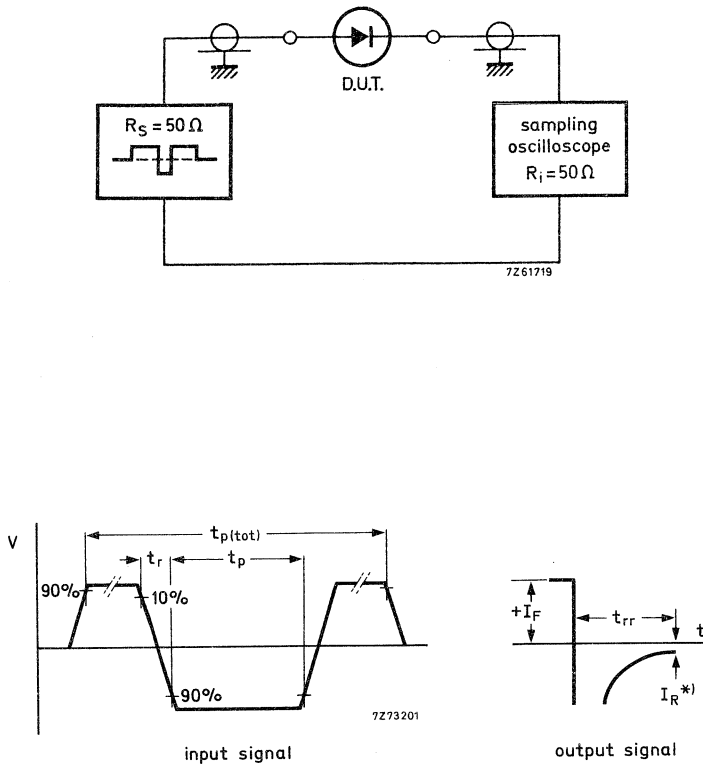 D.U.T.
R_S = 50 Ω
sampling
oscilloscope
R_i = 50 Ω
7Z61719
V
t_p(tot)
t_r
t_p
90%
10%
90%
7Z73201
input signal
+I_F
t_rr
t
I_R*)
output signal